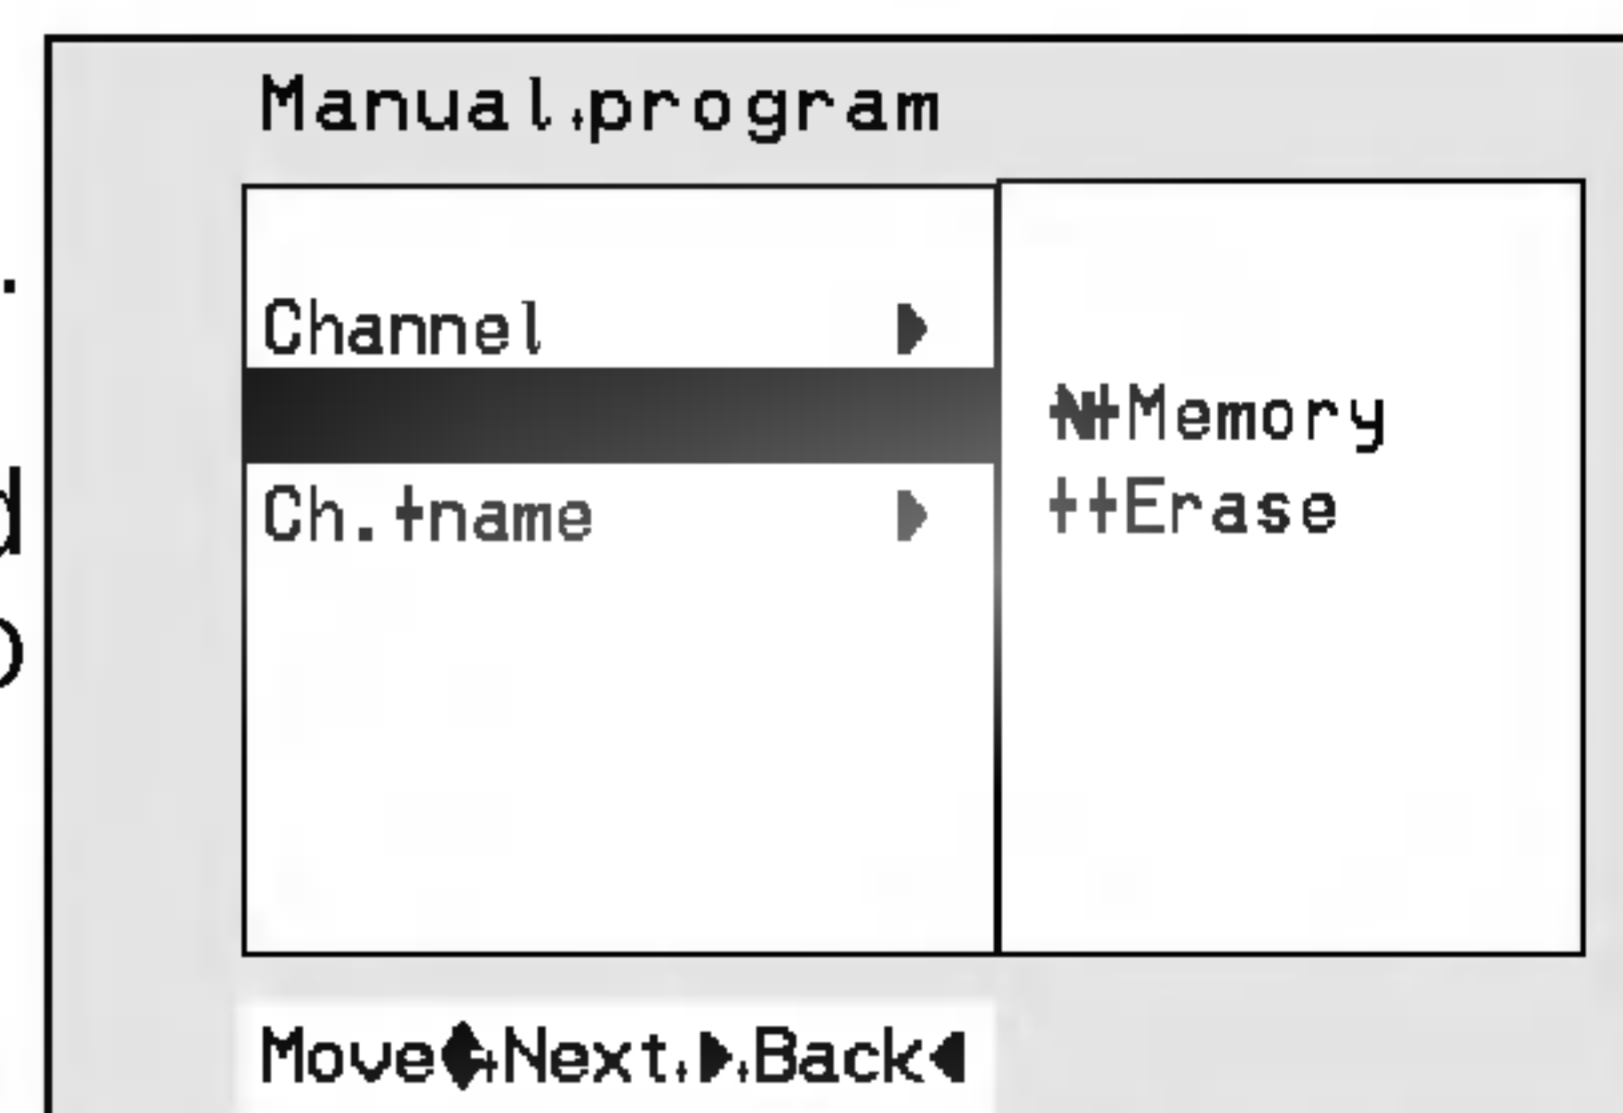 Manual program
Channel ▶
Memory
Ch. name ▶
Erase
Move Next ▶ Back ◀